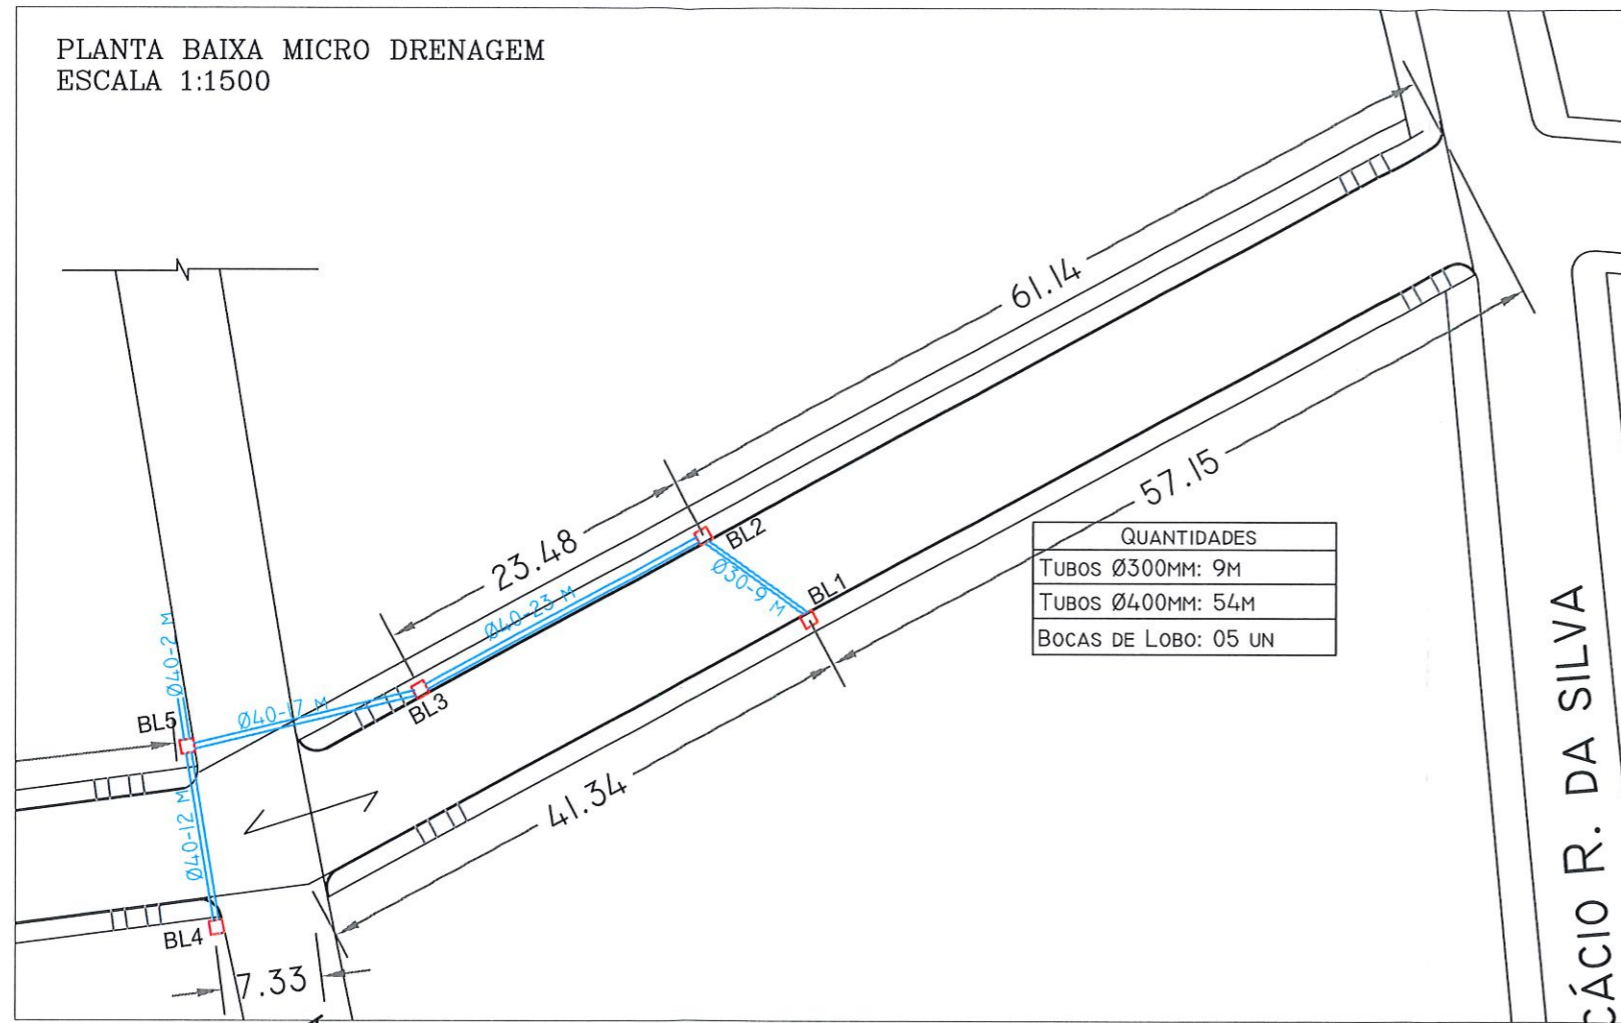 PLANTA BAIXA MICRO DRENAGEM
ESCALA 1:1500
61.14
57.15
23.48
BL2
Ø30-9 M
BL1
Ø40-23 M
QUANTIDADES
TUBOS Ø300MM: 9M
TUBOS Ø400MM: 54M
BOCAS DE LOBO: 05 UN
Ø40-2 M
BL5
Ø40-17 M
BL3
41.34
Ø40-12 M
BL4
7.33
CÁCIO R. DA SILVA